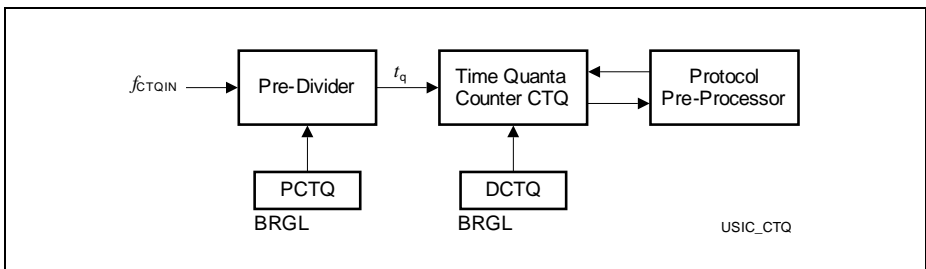 fCTQIN
Pre-Divider
tq
Time Quanta
Counter CTQ
Protocol
Pre-Processor
PCTQ
DCTQ
BRGL
BRGL
USIC_CTQ